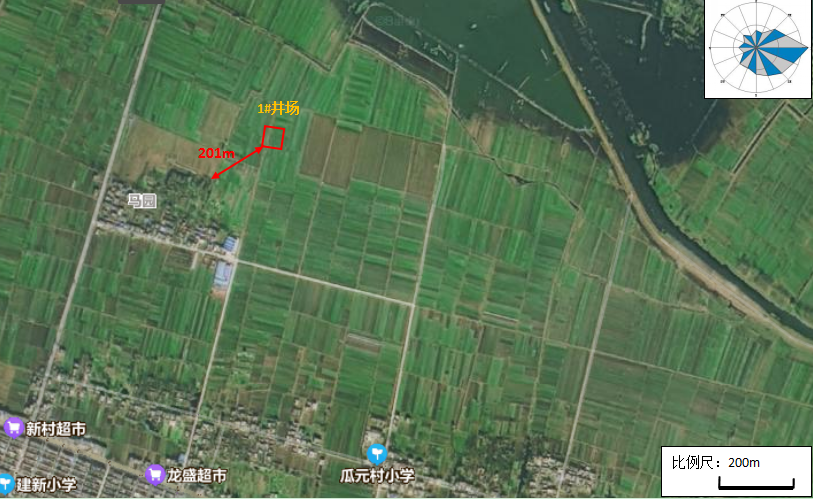 1#井场
201m
马园
新村超市
建新小学
龙盛超市
瓜元村小学
比例尺：200m